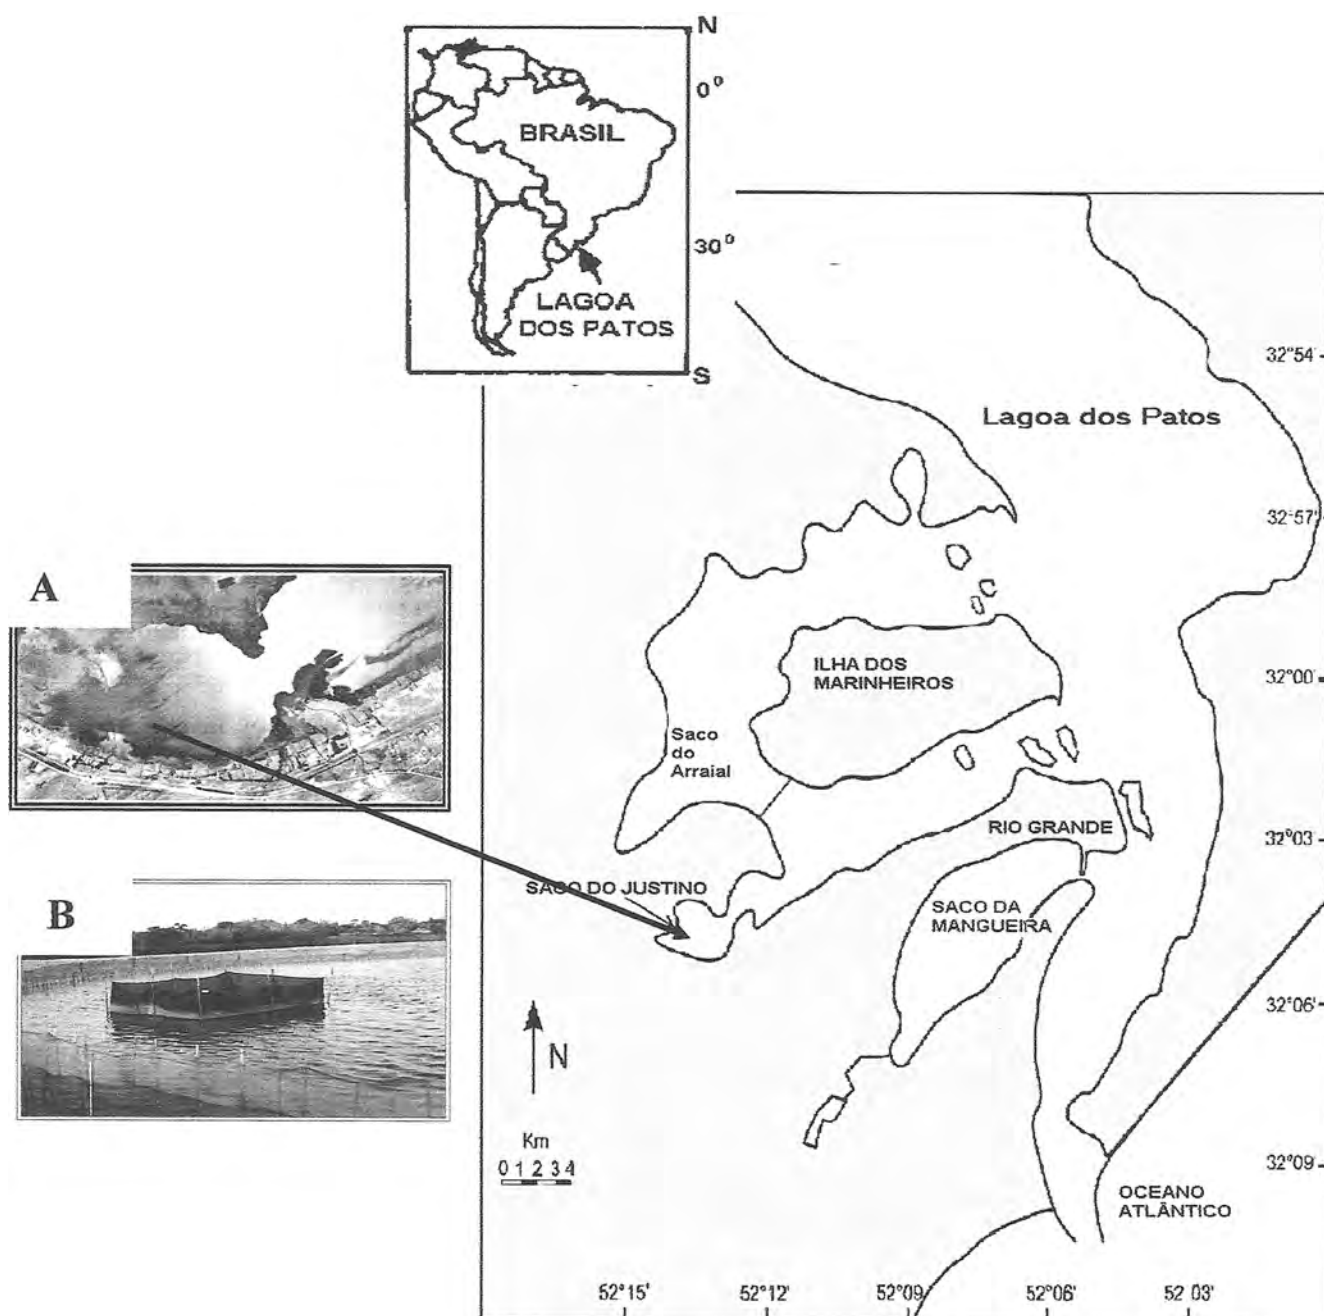 N
0°
BRASIL
30°
LAGOA
DOS PATOS
S
32°54'
Lagoa dos Patos
32°57'
A
ILHA DOS
MARINHEIROS
32°00'
Saco
do
Arraial
RIO GRANDE
32°03'
SACO DO JUSTINO
B
SACO DA
MANGUEIRA
32°06'
N
Km
0 1 2 3 4
32°09'
OCEANO
ATLÂNTICO
52°15'
52°12'
52°09'
52°06'
52 03'